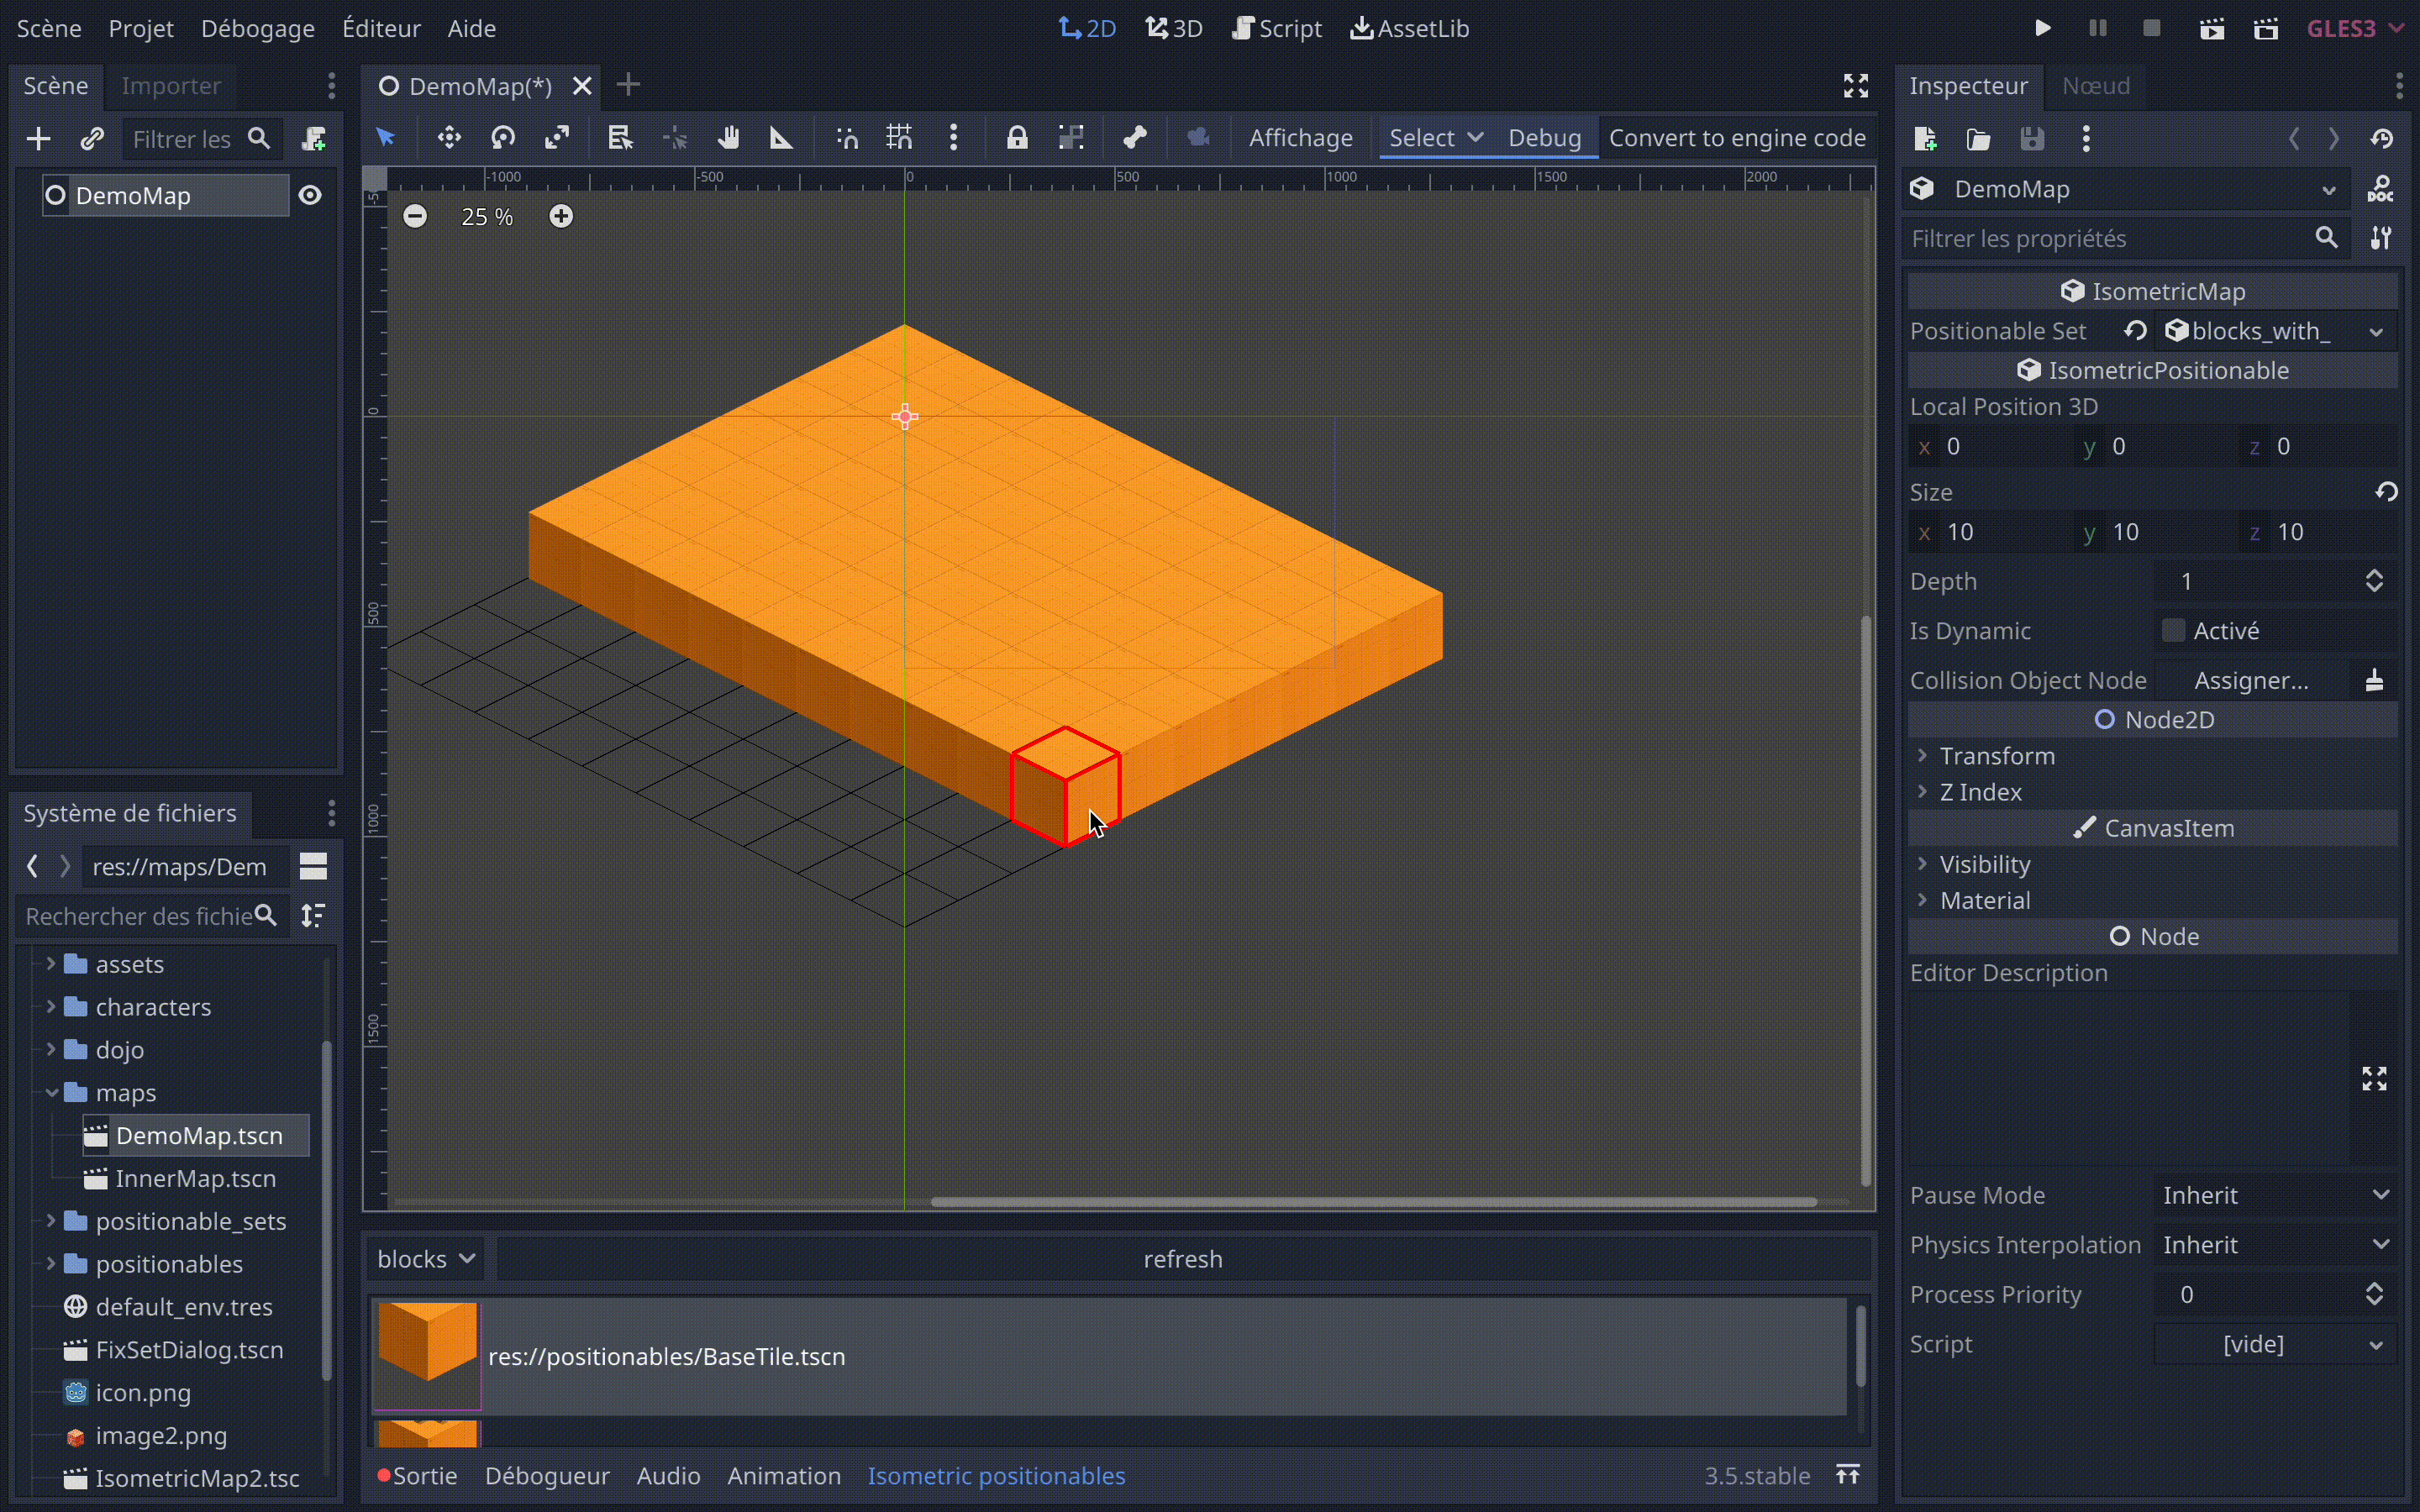 Scène Projet Débogage Éditeur Aide
2D 3D Script AssetLib
GLES3
Scène Importer
Filtrer les
DemoMap
DemoMap(*)
Affichage Select Debug Convert to engine code
-1000 -500 0 500 1000 1500 2000
25 %
0
500
1000
1500
Système de fichiers
res://maps/Dem
Rechercher des fichie
assets
characters
dojo
maps
DemoMap.tscn
InnerMap.tscn
positionable_sets
positionables
default_env.tres
FixSetDialog.tscn
icon.png
image2.png
IsometricMap2.tsc
blocks refresh
res://positionables/BaseTile.tscn
Sortie Débogueur Audio Animation Isometric positionables 3.5.stable
Inspecteur Nœud
DemoMap
DOC
Filtrer les propriétés
IsometricMap
Positionable Set blocks_with_
IsometricPositionable
Local Position 3D
x 0 y 0 z 0
Size
x 10 y 10 z 10
Depth 1
Is Dynamic Activé
Collision Object Node Assigner...
Node2D
Transform
Z Index
CanvasItem
Visibility
Material
Node
Editor Description
Pause Mode Inherit
Physics Interpolation Inherit
Process Priority 0
Script [vide]